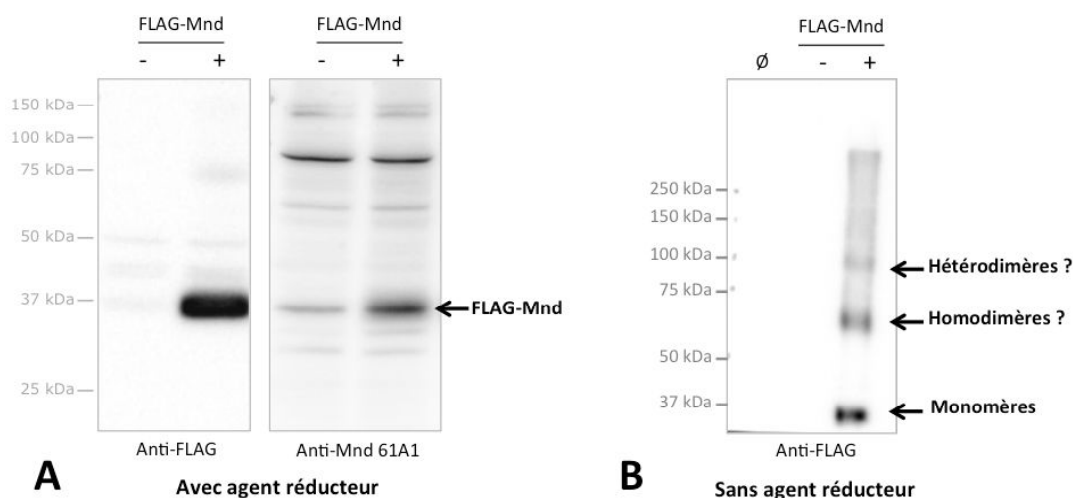 FLAG-Mnd
- +
FLAG-Mnd
- +
150 kDa
100 kDa
75 kDa
50 kDa
37 kDa
25 kDa
FLAG-Mnd
Anti-FLAG
Anti-Mnd 61A1
A
Avec agent réducteur
FLAG-Mnd
Ø - +
250 kDa
150 kDa
100 kDa
75 kDa
50 kDa
37 kDa
Hétérodimères ?
Homodimères ?
Monomères
Anti-FLAG
B
Sans agent réducteur